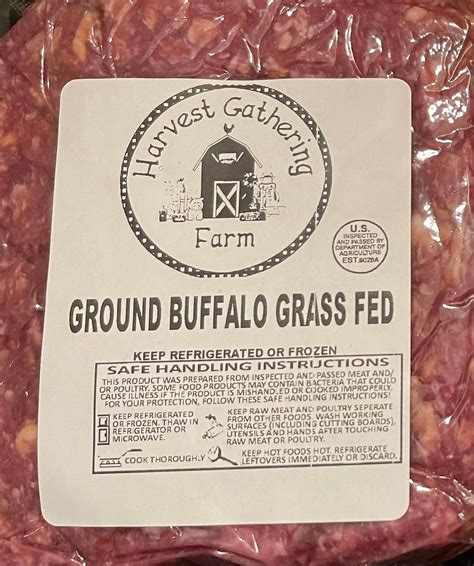 Harvest Gathering
Farm
U.S.
INSPECTED
AND PASSED BY
DEPARTMENT OF
AGRICULTURE
EST.6028A
GROUND BUFFALO GRASS FED
KEEP REFRIGERATED OR FROZEN
SAFE HANDLING INSTRUCTIONS
THIS PRODUCT WAS PREPARED FROM INSPECTED AND PASSED MEAT AND/
OR POULTRY. SOME FOOD PRODUCTS MAY CONTAIN BACTERIA THAT COULD
CAUSE ILLNESS IF THE PRODUCT IS MISHANDLED OR COOKED IMPROPERLY.
FOR YOUR PROTECTION, FOLLOW THESE SAFE HANDLING INSTRUCTIONS!
KEEP REFRIGERATED
OR FROZEN. THAW IN
REFRIGERATOR OR
MICROWAVE.
COOK THOROUGHLY
KEEP RAW MEAT AND POULTRY SEPERATE
FROM OTHER FOODS. WASH WORKING
SURFACES (INCLUDING CUTTING BOARDS),
UTENSILS AND HANDS AFTER TOUCHING
RAW MEAT OR POULTRY.
KEEP HOT FOODS HOT. REFRIGERATE
LEFTOVERS IMMEDIATELY OR DISCARD.